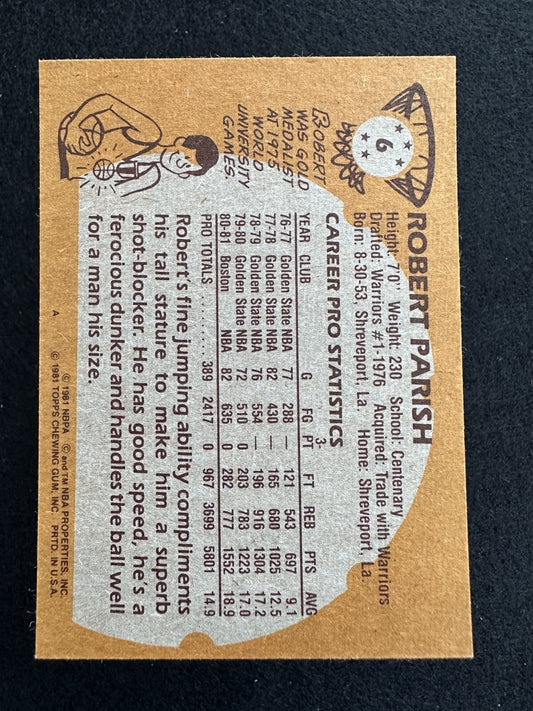 6
ROBERT PARISH
Height: 7'0" Weight: 230 School: Centenary
Drafted: Warriors #1-1976 Acquired: Trade with Warriors
Born: 8-30-53, Shreveport, La. Home: Shreveport, La.
CAREER PRO STATISTICS
3-
YEAR CLUB G FG PT FT REB PTS AVG
76-77 Golden State NBA 77 288 — 121 543 697 9.1
77-78 Golden State NBA 82 430 — 165 680 1025 12.5
78-79 Golden State NBA 76 554 — 196 916 1304 17.2
79-80 Golden State NBA 72 510 0 203 783 1223 17.0
80-81 Boston NBA 82 635 0 282 777 1552 18.9
PRO TOTALS . . . . . . . . . 389 2417 0 967 3699 5801 14.9
ROBERT
WAS GOLD
MEDALIST
AT 1975
WORLD
UNIVERSITY
GAMES.
Robert's fine jumping ability compliments
his tall stature to make him a superb
shot-blocker. He has good speed, he's a
ferocious dunker and handles the ball well
for a man his size.
A
© 1981 NBPA © and TM NBA PROPERTIES, INC.
© 1981 TOPPS CHEWING GUM, INC. PRTD. IN U.S.A.